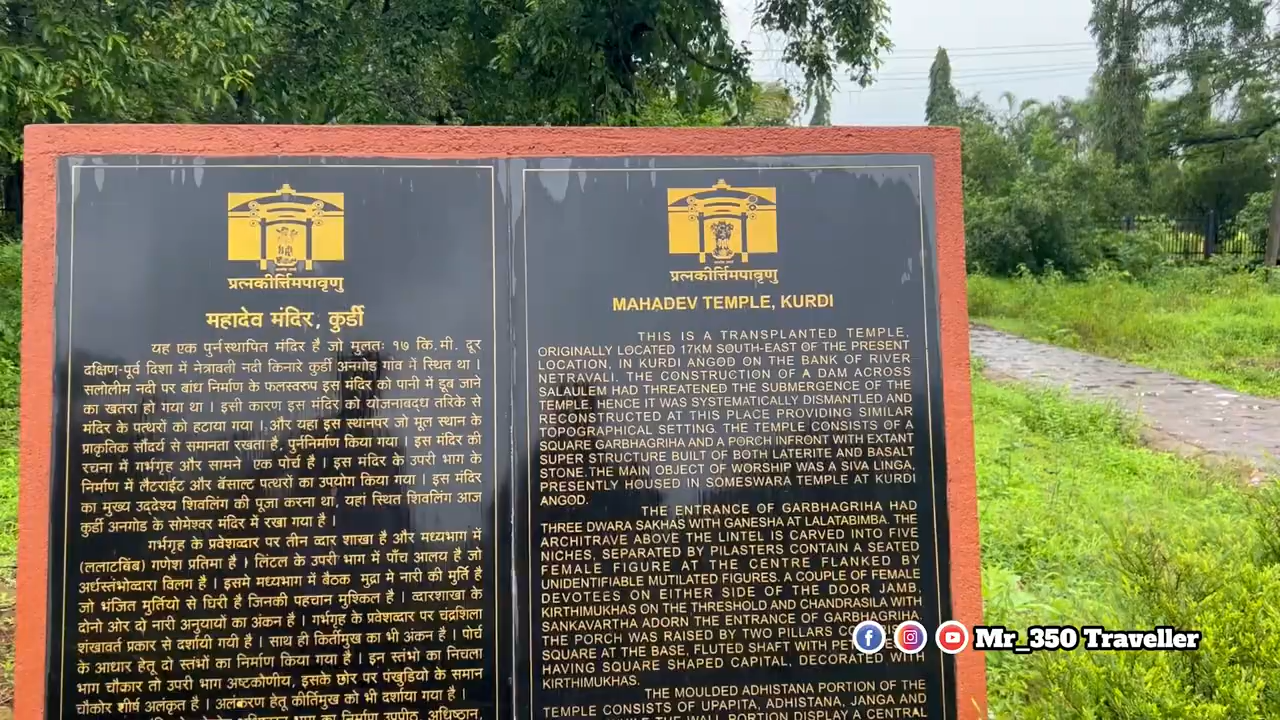 प्रत्नकीर्त्तिमपावृणु
महादेव मंदिर, कुर्डी
यह एक पुर्नस्थापित मंदिर है जो मुलतः १७ कि.मी. दूर
दक्षिण-पूर्व दिशा में नेत्रावती नदी किनारे कुर्डी अनगोड गांव में स्थित था ।
सलोलीम नदी पर बांध निर्माण के फलस्वरुप इस मंदिर को पानी में डूब जाने
का खतरा हो गया था । इसी कारण इस मंदिर को योजनाबध्द तरिके से
मंदिर के पत्थरों को हटाया गया । और यहा इस स्थानपर जो मूल स्थान के
प्राकृतिक सौंदर्य से समानता रखता है, पुर्ननिर्माण किया गया । इस मंदिर की
रचना में गर्भगृह और सामने एक पोर्च है । इस मंदिर के उपरी भाग के
निर्माण में लैटराईट और बॅसाल्ट पत्थरों का उपयोग किया गया । इस मंदिर
का मुख्य उददेश्य शिवलिंग की पूजा करना था, यहां स्थित शिवलिंग आज
कुर्डी अनगोड के सोमेश्वर मंदिर में रखा गया है ।
गर्भगृह के प्रवेशव्दार पर तीन व्दार शाखा है और मध्यभाग में
(ललाटबिंब) गणेश प्रतिमा है । लिंटल के उपरी भाग में पाँच आलय है जो
अर्धस्तंभोव्दारा विलग है । इसमे मध्यभाग में बैठक मुद्रा मे नारी की मुर्ति है
जो भंजित मुर्तियो से घिरी है जिनकी पहचान मुश्किल है । व्दारशाखा के
दोनो ओर दो नारी अनुयायों का अंकन है । गर्भगृह के प्रवेशव्दार पर चंद्रशिला
शंखावर्त प्रकार से दर्शायी गयी है । साथ ही किर्तीमुख का भी अंकन है । पोर्च
के आधार हेतू दो स्तंभों का निर्माण किया गया है । इन स्तंभो का निचला
भाग चौकार तो उपरी भाग अष्टकोणीय, इसके छोर पर पंखुडियो के समान
चौकोर शीर्ष अलंकृत है । अलंकरण हेतू कीर्तिमुख को भी दर्शाया गया है ।
भाग का निर्माण उपपीठ, अधिष्ठान,
प्रत्नकीर्त्तिमपावृणु
MAHADEV TEMPLE, KURDI
THIS IS A TRANSPLANTED TEMPLE,
ORIGINALLY LOCATED 17KM SOUTH-EAST OF THE PRESENT
LOCATION, IN KURDI ANGOD ON THE BANK OF RIVER
NETRAVALI. THE CONSTRUCTION OF A DAM ACROSS
SALAULEM HAD THREATENED THE SUBMERGENCE OF THE
TEMPLE. HENCE IT WAS SYSTEMATICALLY DISMANTLED AND
RECONSTRUCTED AT THIS PLACE PROVIDING SIMILAR
TOPOGRAPHICAL SETTING. THE TEMPLE CONSISTS OF A
SQUARE GARBHAGRIHA AND A PORCH INFRONT WITH EXTANT
SUPER STRUCTURE BUILT OF BOTH LATERITE AND BASALT
STONE.THE MAIN OBJECT OF WORSHIP WAS A SIVA LINGA,
PRESENTLY HOUSED IN SOMESWARA TEMPLE AT KURDI
ANGOD.
THE ENTRANCE OF GARBHAGRIHA HAD
THREE DWARA SAKHAS WITH GANESHA AT LALATABIMBA. THE
ARCHITRAVE ABOVE THE LINTEL IS CARVED INTO FIVE
NICHES, SEPARATED BY PILASTERS CONTAIN A SEATED
FEMALE FIGURE AT THE CENTRE FLANKED BY
UNIDENTIFIABLE MUTILATED FIGURES. A COUPLE OF FEMALE
DEVOTEES ON EITHER SIDE OF THE DOOR JAMB,
KIRTHIMUKHAS ON THE THRESHOLD AND CHANDRASILA WITH
SANKAVARTHA ADORN THE ENTRANCE OF GARBHAGRIHA
THE PORCH WAS RAISED BY TWO PILLARS
SQUARE AT THE BASE, FLUTED SHAFT WITH
HAVING SQUARE SHAPED CAPITAL, DECORATED WITH
KIRTHIMUKHAS.
THE MOULDED ADHISTANA PORTION OF THE
TEMPLE CONSISTS OF UPAPITA, ADHISTANA, JANGA AND
WHILE THE WALL PORTION DISPLAY A CENTRAL
Mr_350 Traveller